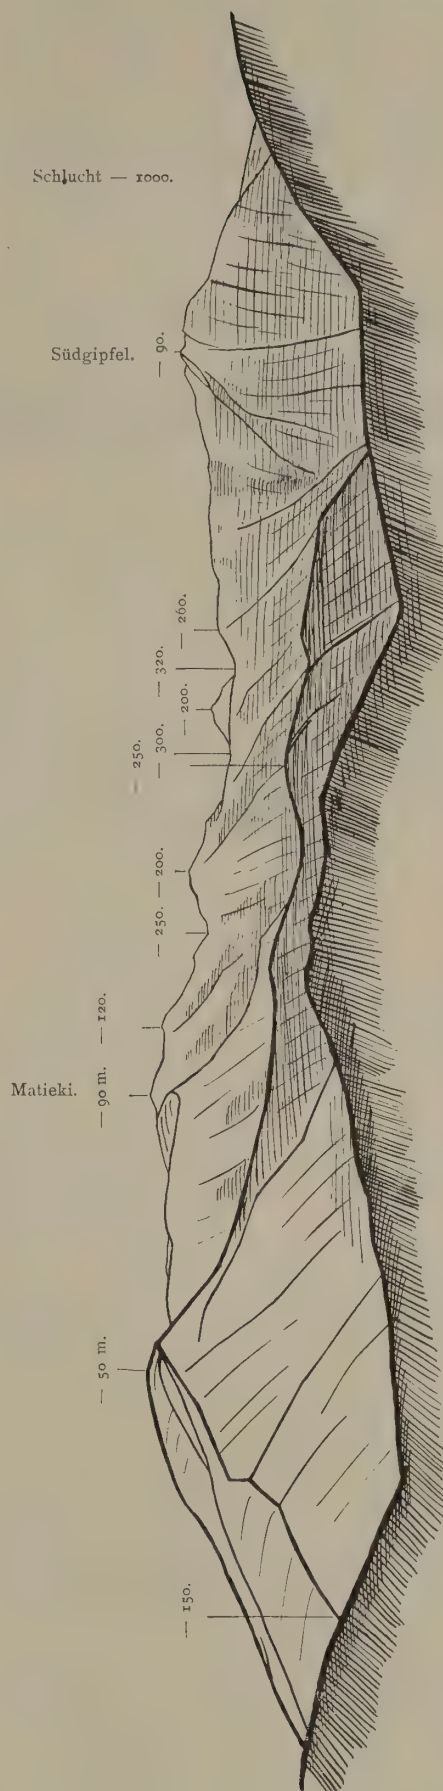 Schlucht — 1000.
Südgipfel.
— 90.
— 260.
— 320.
— 200.
— 300.
— 250.
— 200.
— 250.
— 120.
Matieki.
— 90 m.
— 50 m.
— 150.